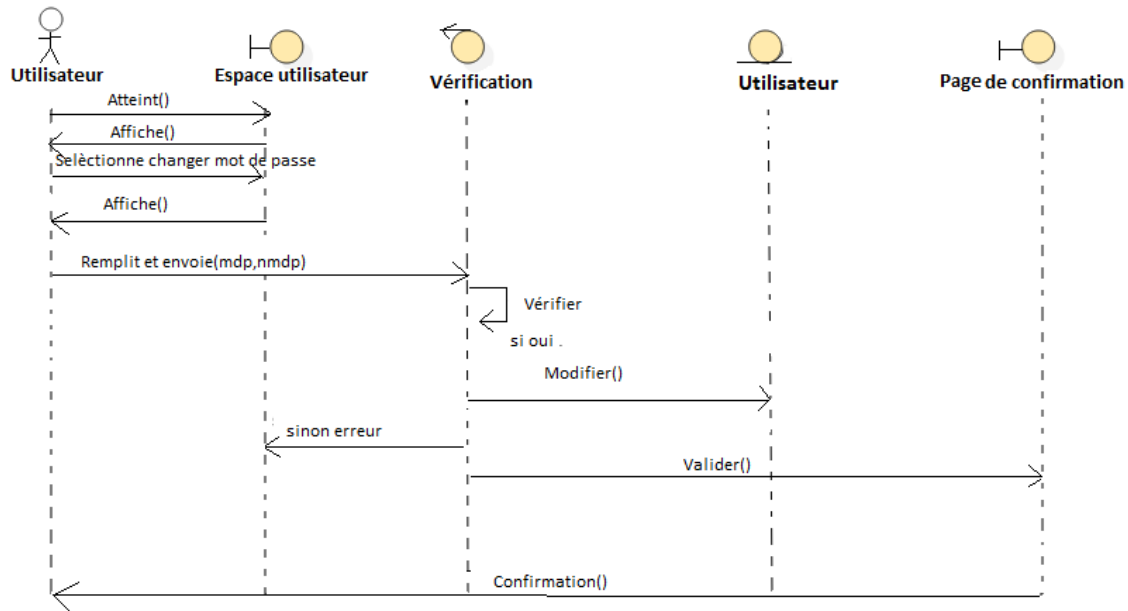 Utilisateur
Espace utilisateur
Vérification
Utilisateur
Page de confirmation
Atteint()
Affiche()
Selèctionne changer mot de passe
Affiche()
Remplit et envoie(mdp,nmdp)
Vérifier
si oui .
Modifier()
sinon erreur
Valider()
Confirmation()